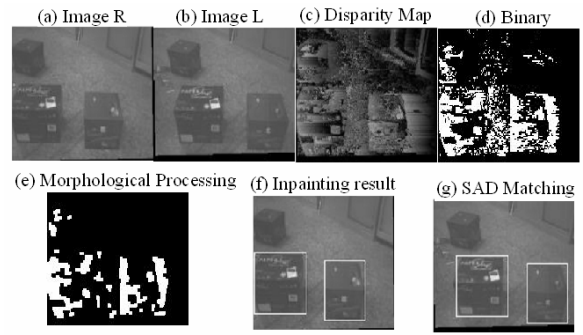 (a) Image R
(b) Image L
(c) Disparity Map
(d) Binary
(e) Morphological Processing
(f) Inpainting result
(g) SAD Matching